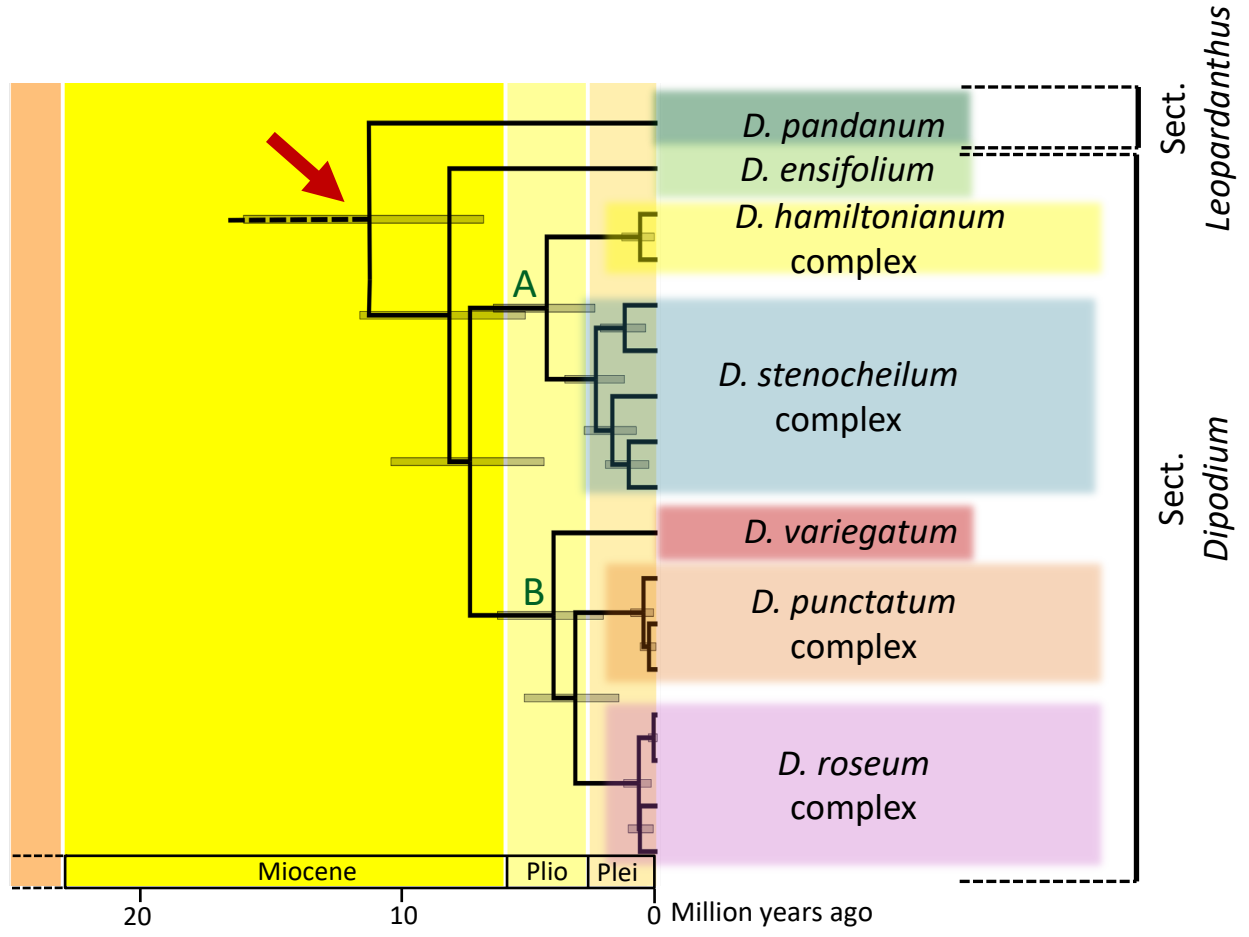 D. pandanum
D. ensifolium
D. hamiltonianum
complex
A
D. stenocheilum
complex
D. variegatum
B
D. punctatum
complex
D. roseum
complex
Sect.
Leopardanthus
Sect.
Dipodium
Miocene Plio Plei
20 10 0 Million years ago